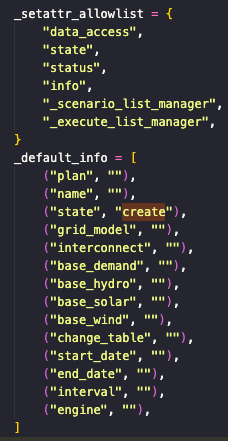 _setattr_allowlist = {
"data_access",
"state",
"status",
"info",
"_scenario_list_manager",
"_execute_list_manager",
}
_default_info = [
("plan", ""),
("name", ""),
("state", "create"),
("grid_model", ""),
("interconnect", ""),
("base_demand", ""),
("base_hydro", ""),
("base_solar", ""),
("base_wind", ""),
("change_table", ""),
("start_date", ""),
("end_date", ""),
("interval", ""),
("engine", ""),
]